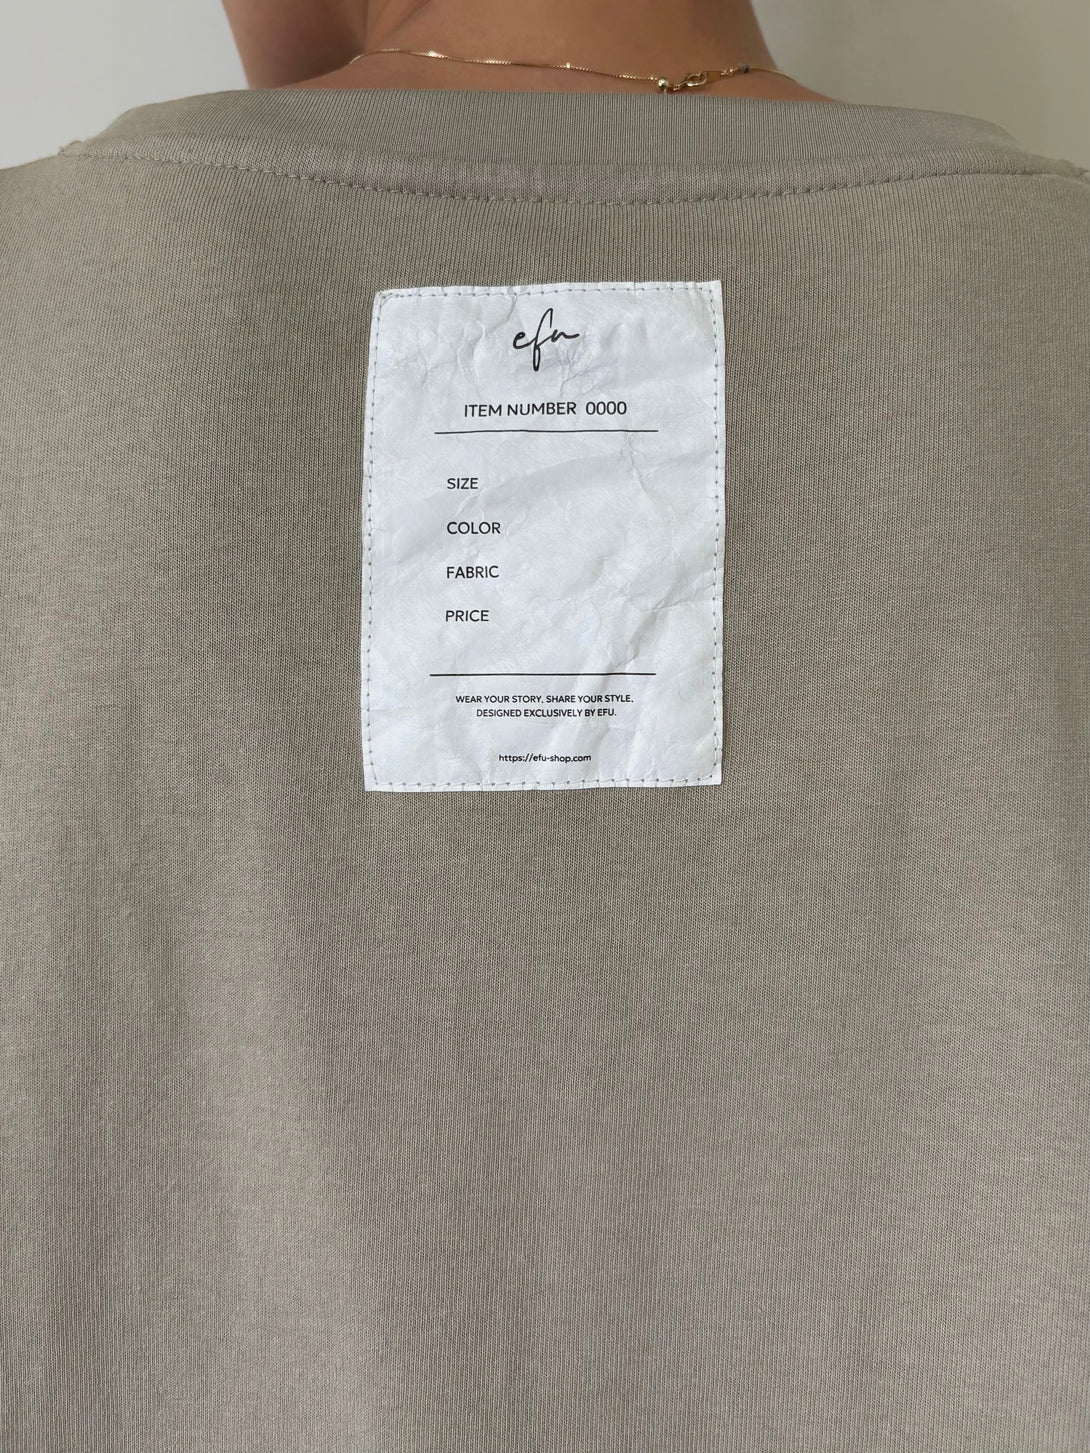 efu
ITEM NUMBER 0000
SIZE
COLOR
FABRIC
PRICE
WEAR YOUR STORY. SHARE YOUR STYLE.
DESIGNED EXCLUSIVELY BY EFU.
https://efu-shop.com